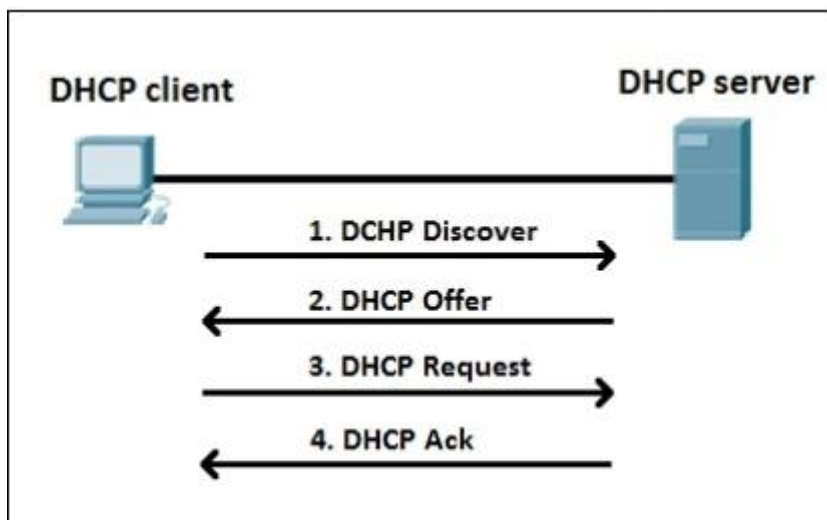 DHCP client
DHCP server
1. DCHP Discover
2. DHCP Offer
3. DHCP Request
4. DHCP Ack